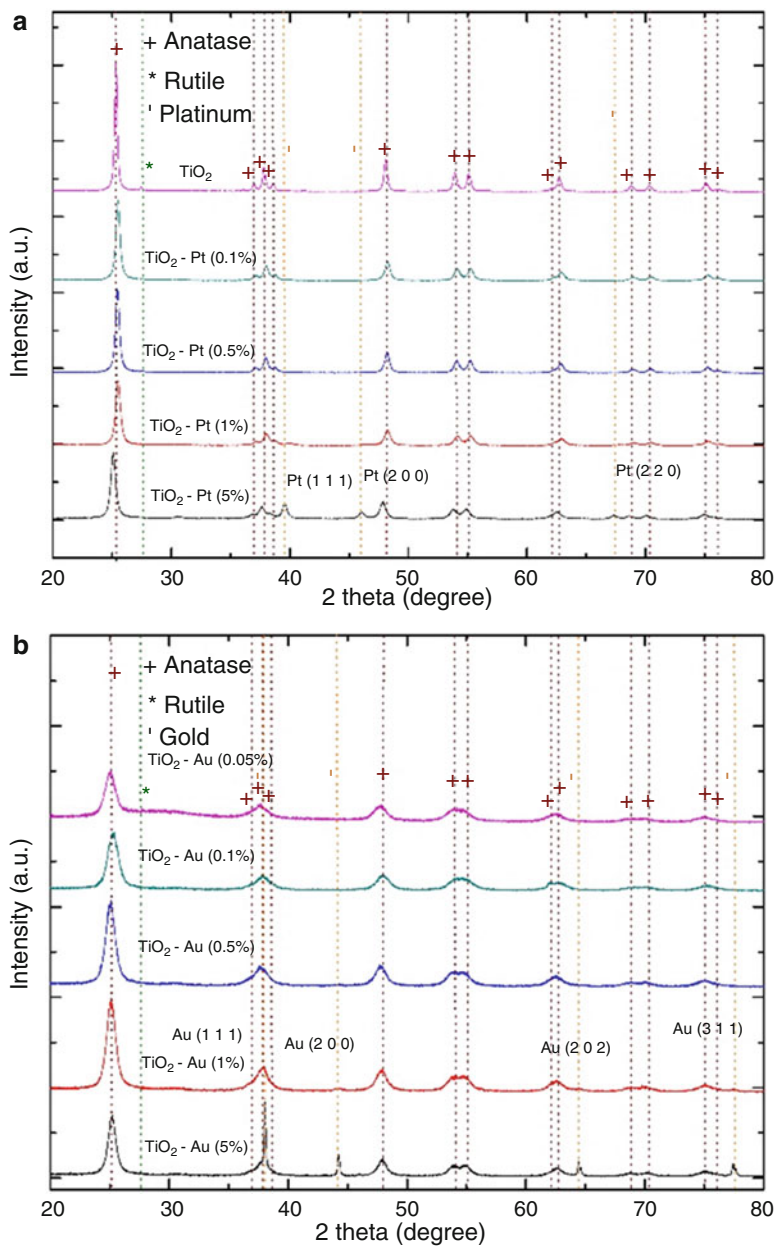 a
+ Anatase
* Rutile
' Platinum
TiO2
TiO2 - Pt (0.1%)
TiO2 - Pt (0.5%)
TiO2 - Pt (1%)
Pt (1 1 1)
Pt (2 0 0)
Pt (2 2 0)
TiO2 - Pt (5%)
Intensity (a.u.)
20 30 40 50 60 70 80
2 theta (degree)
b
+ Anatase
* Rutile
' Gold
TiO2 - Au (0.05%)
TiO2 - Au (0.1%)
TiO2 - Au (0.5%)
Au (1 1 1)
Au (2 0 0)
Au (2 0 2)
Au (3 1 1)
TiO2 - Au (1%)
TiO2 - Au (5%)
Intensity (a.u.)
20 30 40 50 60 70 80
2 theta (degree)